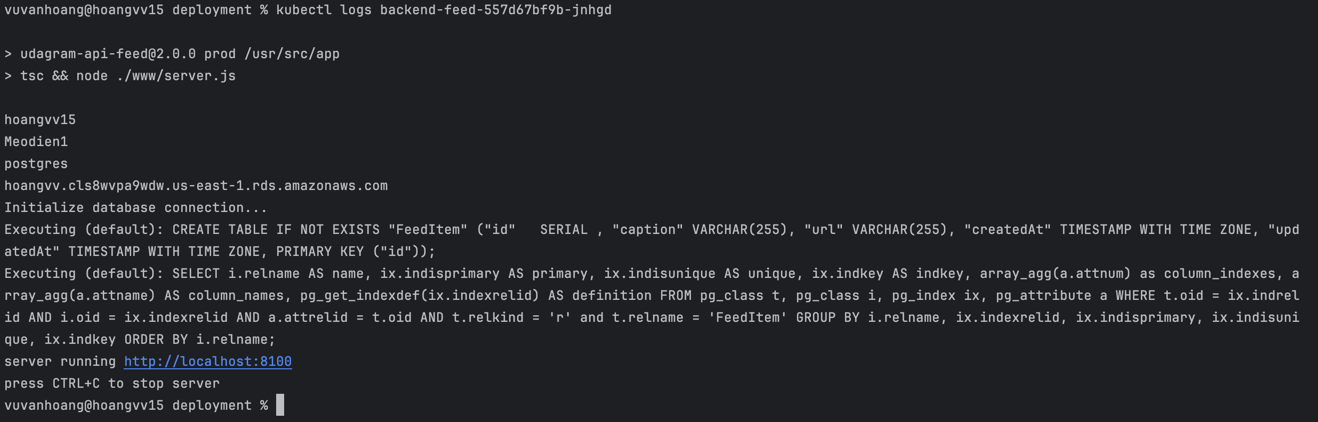 vuvanhoang@hoangvv15 deployment % kubectl logs backend-feed-557d67bf9b-jnhgd
> udagram-api-feed@2.0.0 prod /usr/src/app
> tsc && node ./www/server.js
hoangvv15
Meodien1
postgres
hoangvv.cls8wvpa9wdw.us-east-1.rds.amazonaws.com
Initialize database connection...
Executing (default): CREATE TABLE IF NOT EXISTS "FeedItem" ("id"   SERIAL , "caption" VARCHAR(255), "url" VARCHAR(255), "createdAt" TIMESTAMP WITH TIME ZONE, "upd
atedAt" TIMESTAMP WITH TIME ZONE, PRIMARY KEY ("id"));
Executing (default): SELECT i.relname AS name, ix.indisprimary AS primary, ix.indisunique AS unique, ix.indkey AS indkey, array_agg(a.attnum) as column_indexes, a
rray_agg(a.attname) AS column_names, pg_get_indexdef(ix.indexrelid) AS definition FROM pg_class t, pg_class i, pg_index ix, pg_attribute a WHERE t.oid = ix.indrel
id AND i.oid = ix.indexrelid AND a.attrelid = t.oid AND t.relkind = 'r' and t.relname = 'FeedItem' GROUP BY i.relname, ix.indexrelid, ix.indisprimary, ix.indisuni
que, ix.indkey ORDER BY i.relname;
server running http://localhost:8100
press CTRL+C to stop server
vuvanhoang@hoangvv15 deployment %